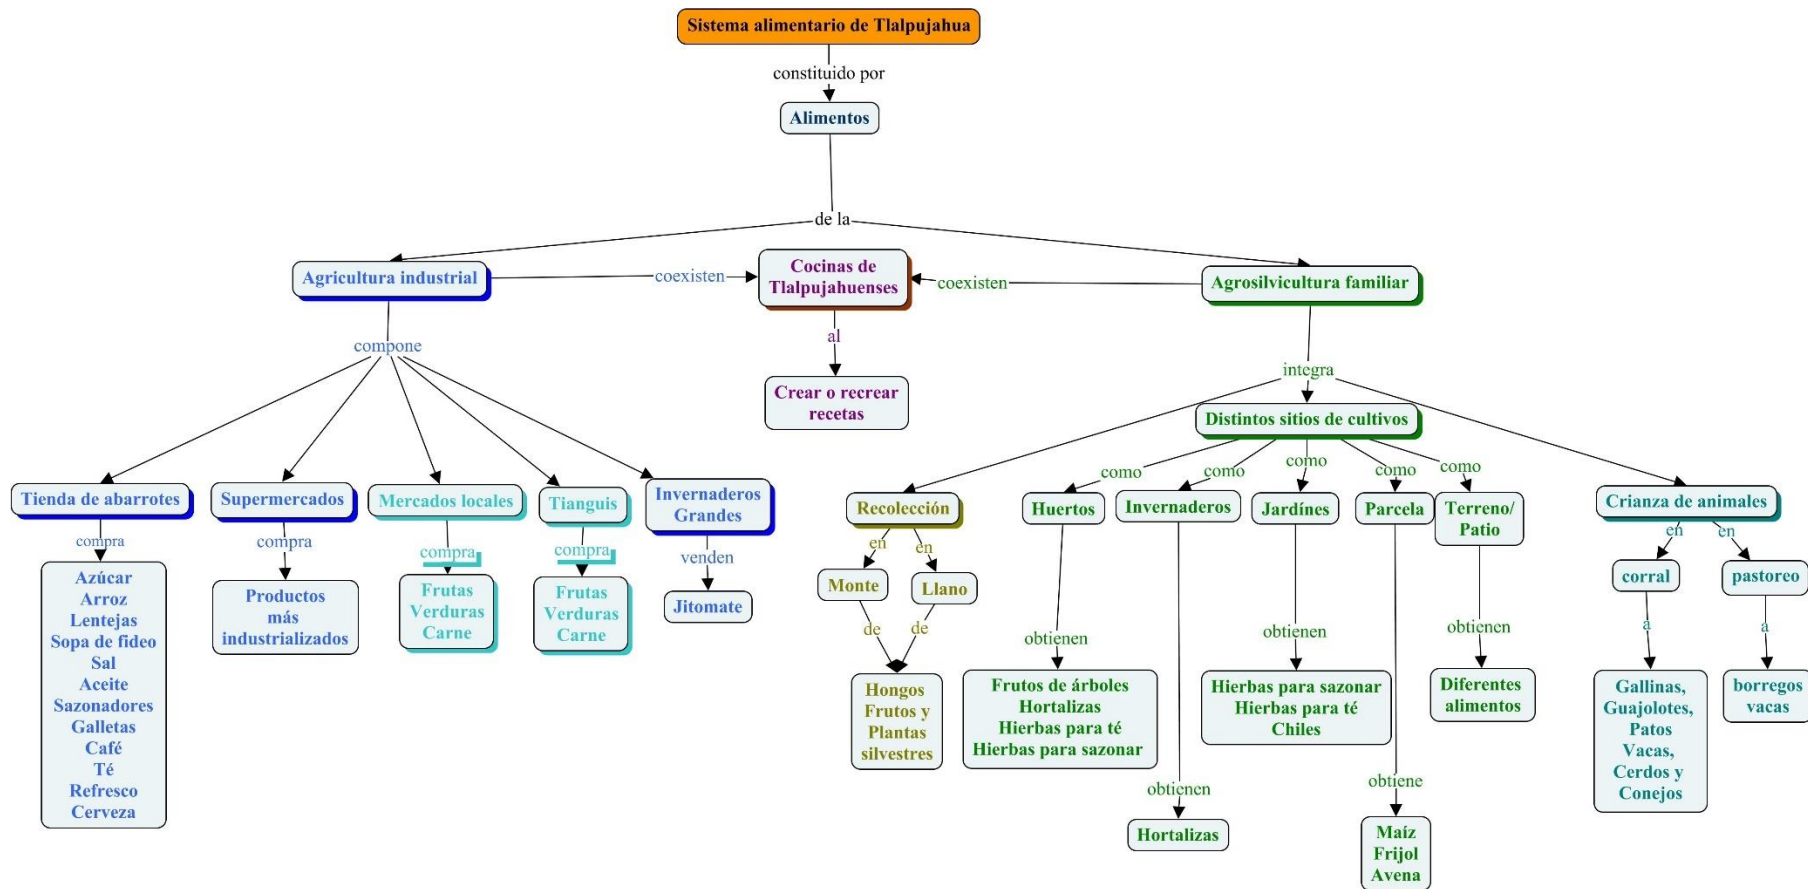 Sistema alimentario de Tlalpujahua
constituido por
Alimentos
de la
Agricultura industrial
coexisten
Cocinas de
Tlalpujahuenses
coexisten
Agrosilvicultura familiar
al
Crear o recrear
recetas
compone
Tienda de abarrotes
compra
Azúcar
Arroz
Lentejas
Sopa de fideo
Sal
Aceite
Sazonadores
Galletas
Café
Té
Refresco
Cerveza
Supermercados
compra
Productos
más
industrializados
Mercados locales
compra
Frutas
Verduras
Carne
Tianguis
compra
Frutas
Verduras
Carne
Invernaderos
Grandes
venden
Jitomate
integra
Recolección
en
en
Monte
Llano
de
de
Hongos
Frutos y
Plantas
silvestres
Distintos sitios de cultivos
como
como
como
como
como
Huertos
obtienen
Frutos de árboles
Hortalizas
Hierbas para té
Hierbas para sazonar
Invernaderos
obtienen
Hortalizas
Jardínes
obtienen
Hierbas para sazonar
Hierbas para té
Chiles
Parcela
obtiene
Maíz
Frijol
Avena
Terreno/
Patio
obtienen
Diferentes
alimentos
Crianza de animales
en
en
corral
pastoreo
a
a
Gallinas,
Guajolotes,
Patos
Vacas,
Cerdos y
Conejos
borregos
vacas